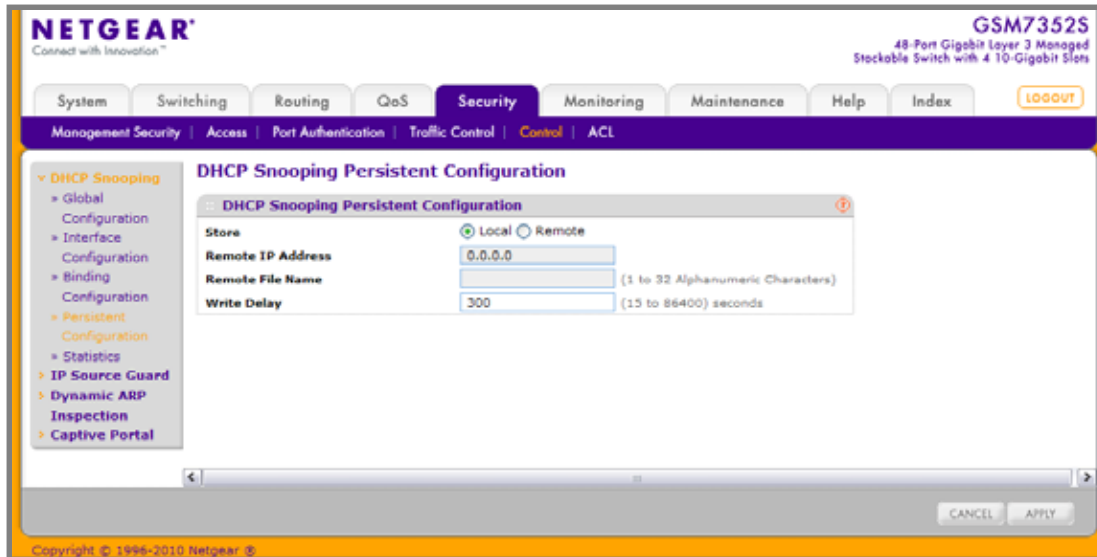 NETGEAR®
GSM7352S
Connect with Innovation™
48-Port Gigabit Layer 3 Managed
Stackable Switch with 4 10-Gigabit Slots
System Switching Routing QoS Security Monitoring Maintenance Help Index LOGOUT
Management Security | Access | Port Authentication | Traffic Control | Control | ACL
DHCP Snooping
» Global
Configuration
» Interface
Configuration
» Binding
Configuration
» Persistent
Configuration
» Statistics
IP Source Guard
Dynamic ARP
Inspection
Captive Portal
DHCP Snooping Persistent Configuration
DHCP Snooping Persistent Configuration
Store Local Remote
Remote IP Address 0.0.0.0
Remote File Name (1 to 32 Alphanumeric Characters)
Write Delay 300 (15 to 86400) seconds
CANCEL APPLY
Copyright © 1996-2010 Netgear ®